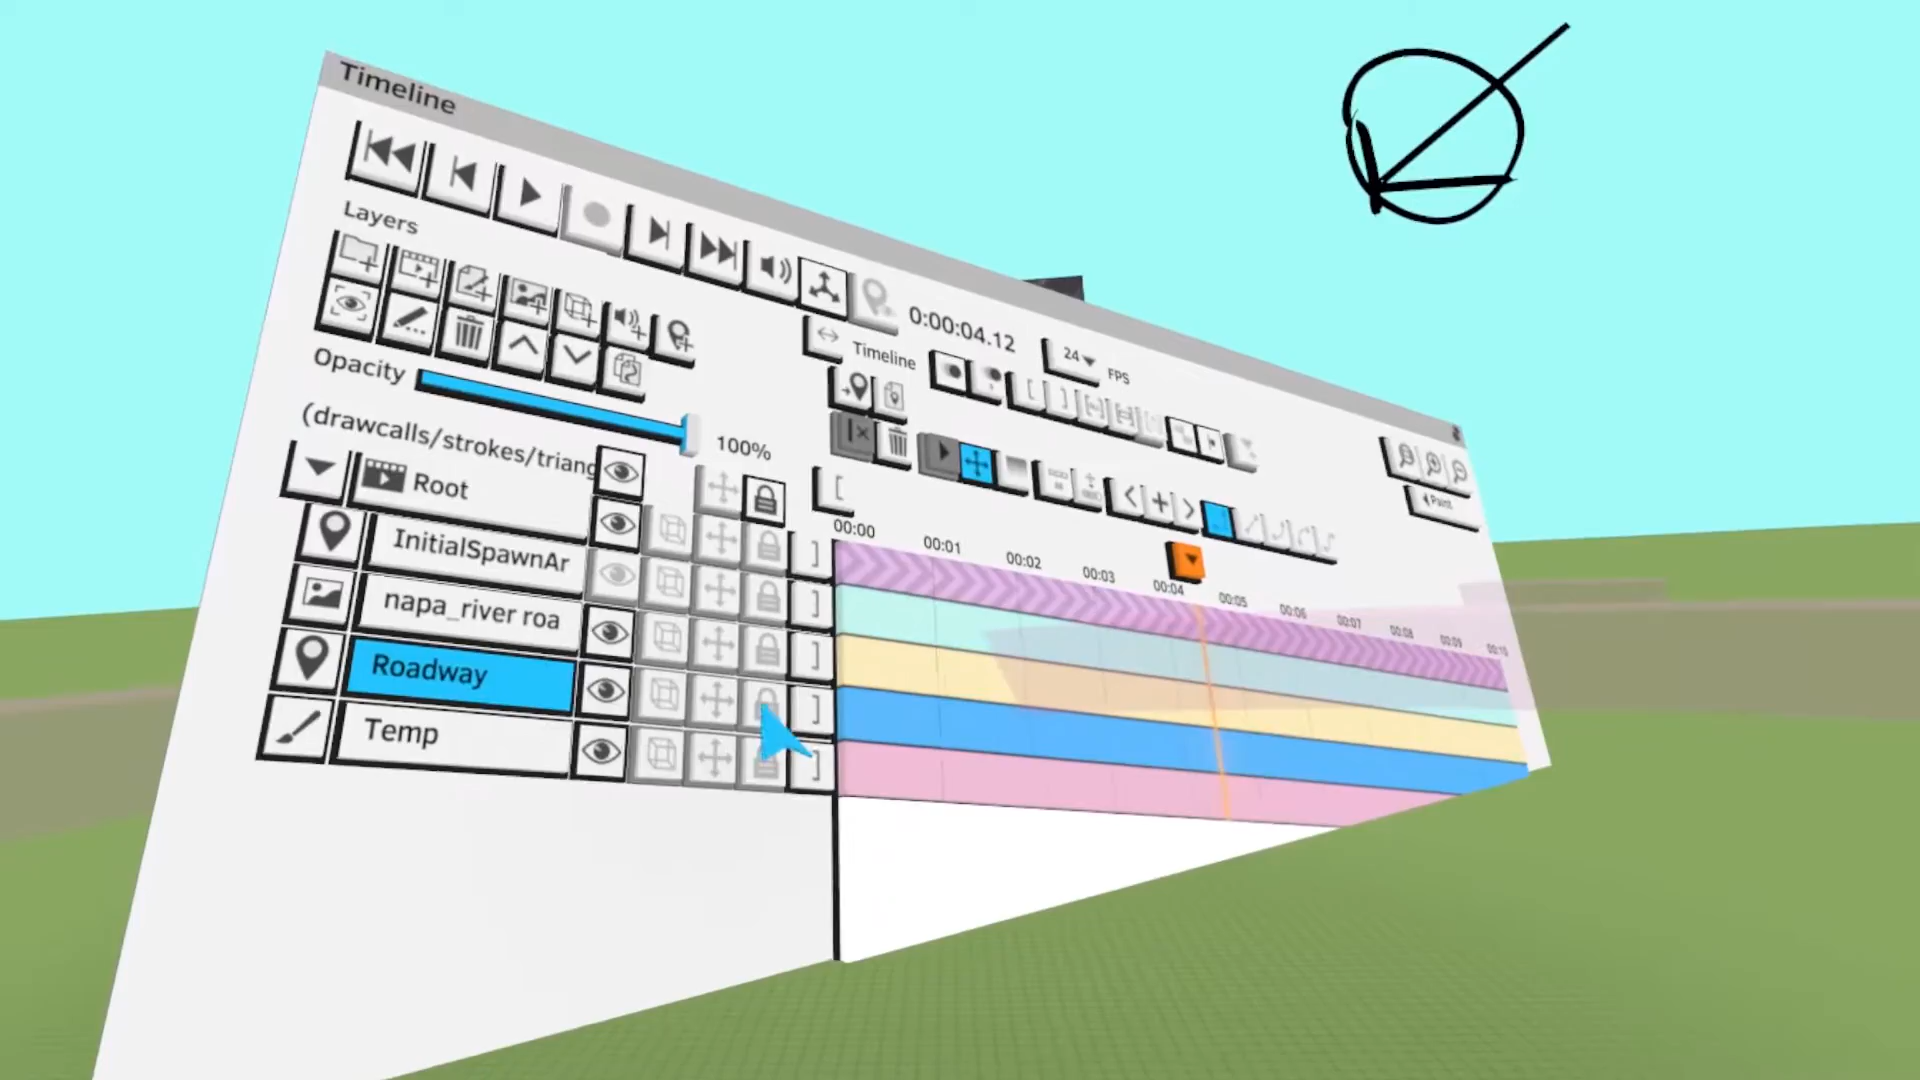 Timeline
Layers
0:00:04.12
24
FPS
Timeline
Opacity
100%
(drawcalls/strokes/triang
Root
InitialSpawnAr
napa_river roa
Roadway
Temp
Paint
00:00
00:01
00:02
00:03
00:04
00:05
00:06
00:07
00:08
00:09
00:10